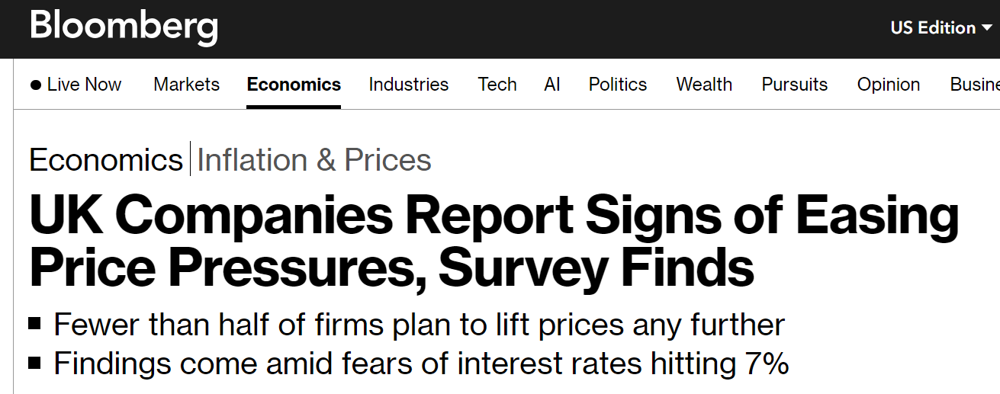 Bloomberg
US Edition
Live Now Markets Economics Industries Tech AI Politics Wealth Pursuits Opinion Busine
Economics Inflation & Prices
UK Companies Report Signs of Easing
Price Pressures, Survey Finds
Fewer than half of firms plan to lift prices any further
Findings come amid fears of interest rates hitting 7%